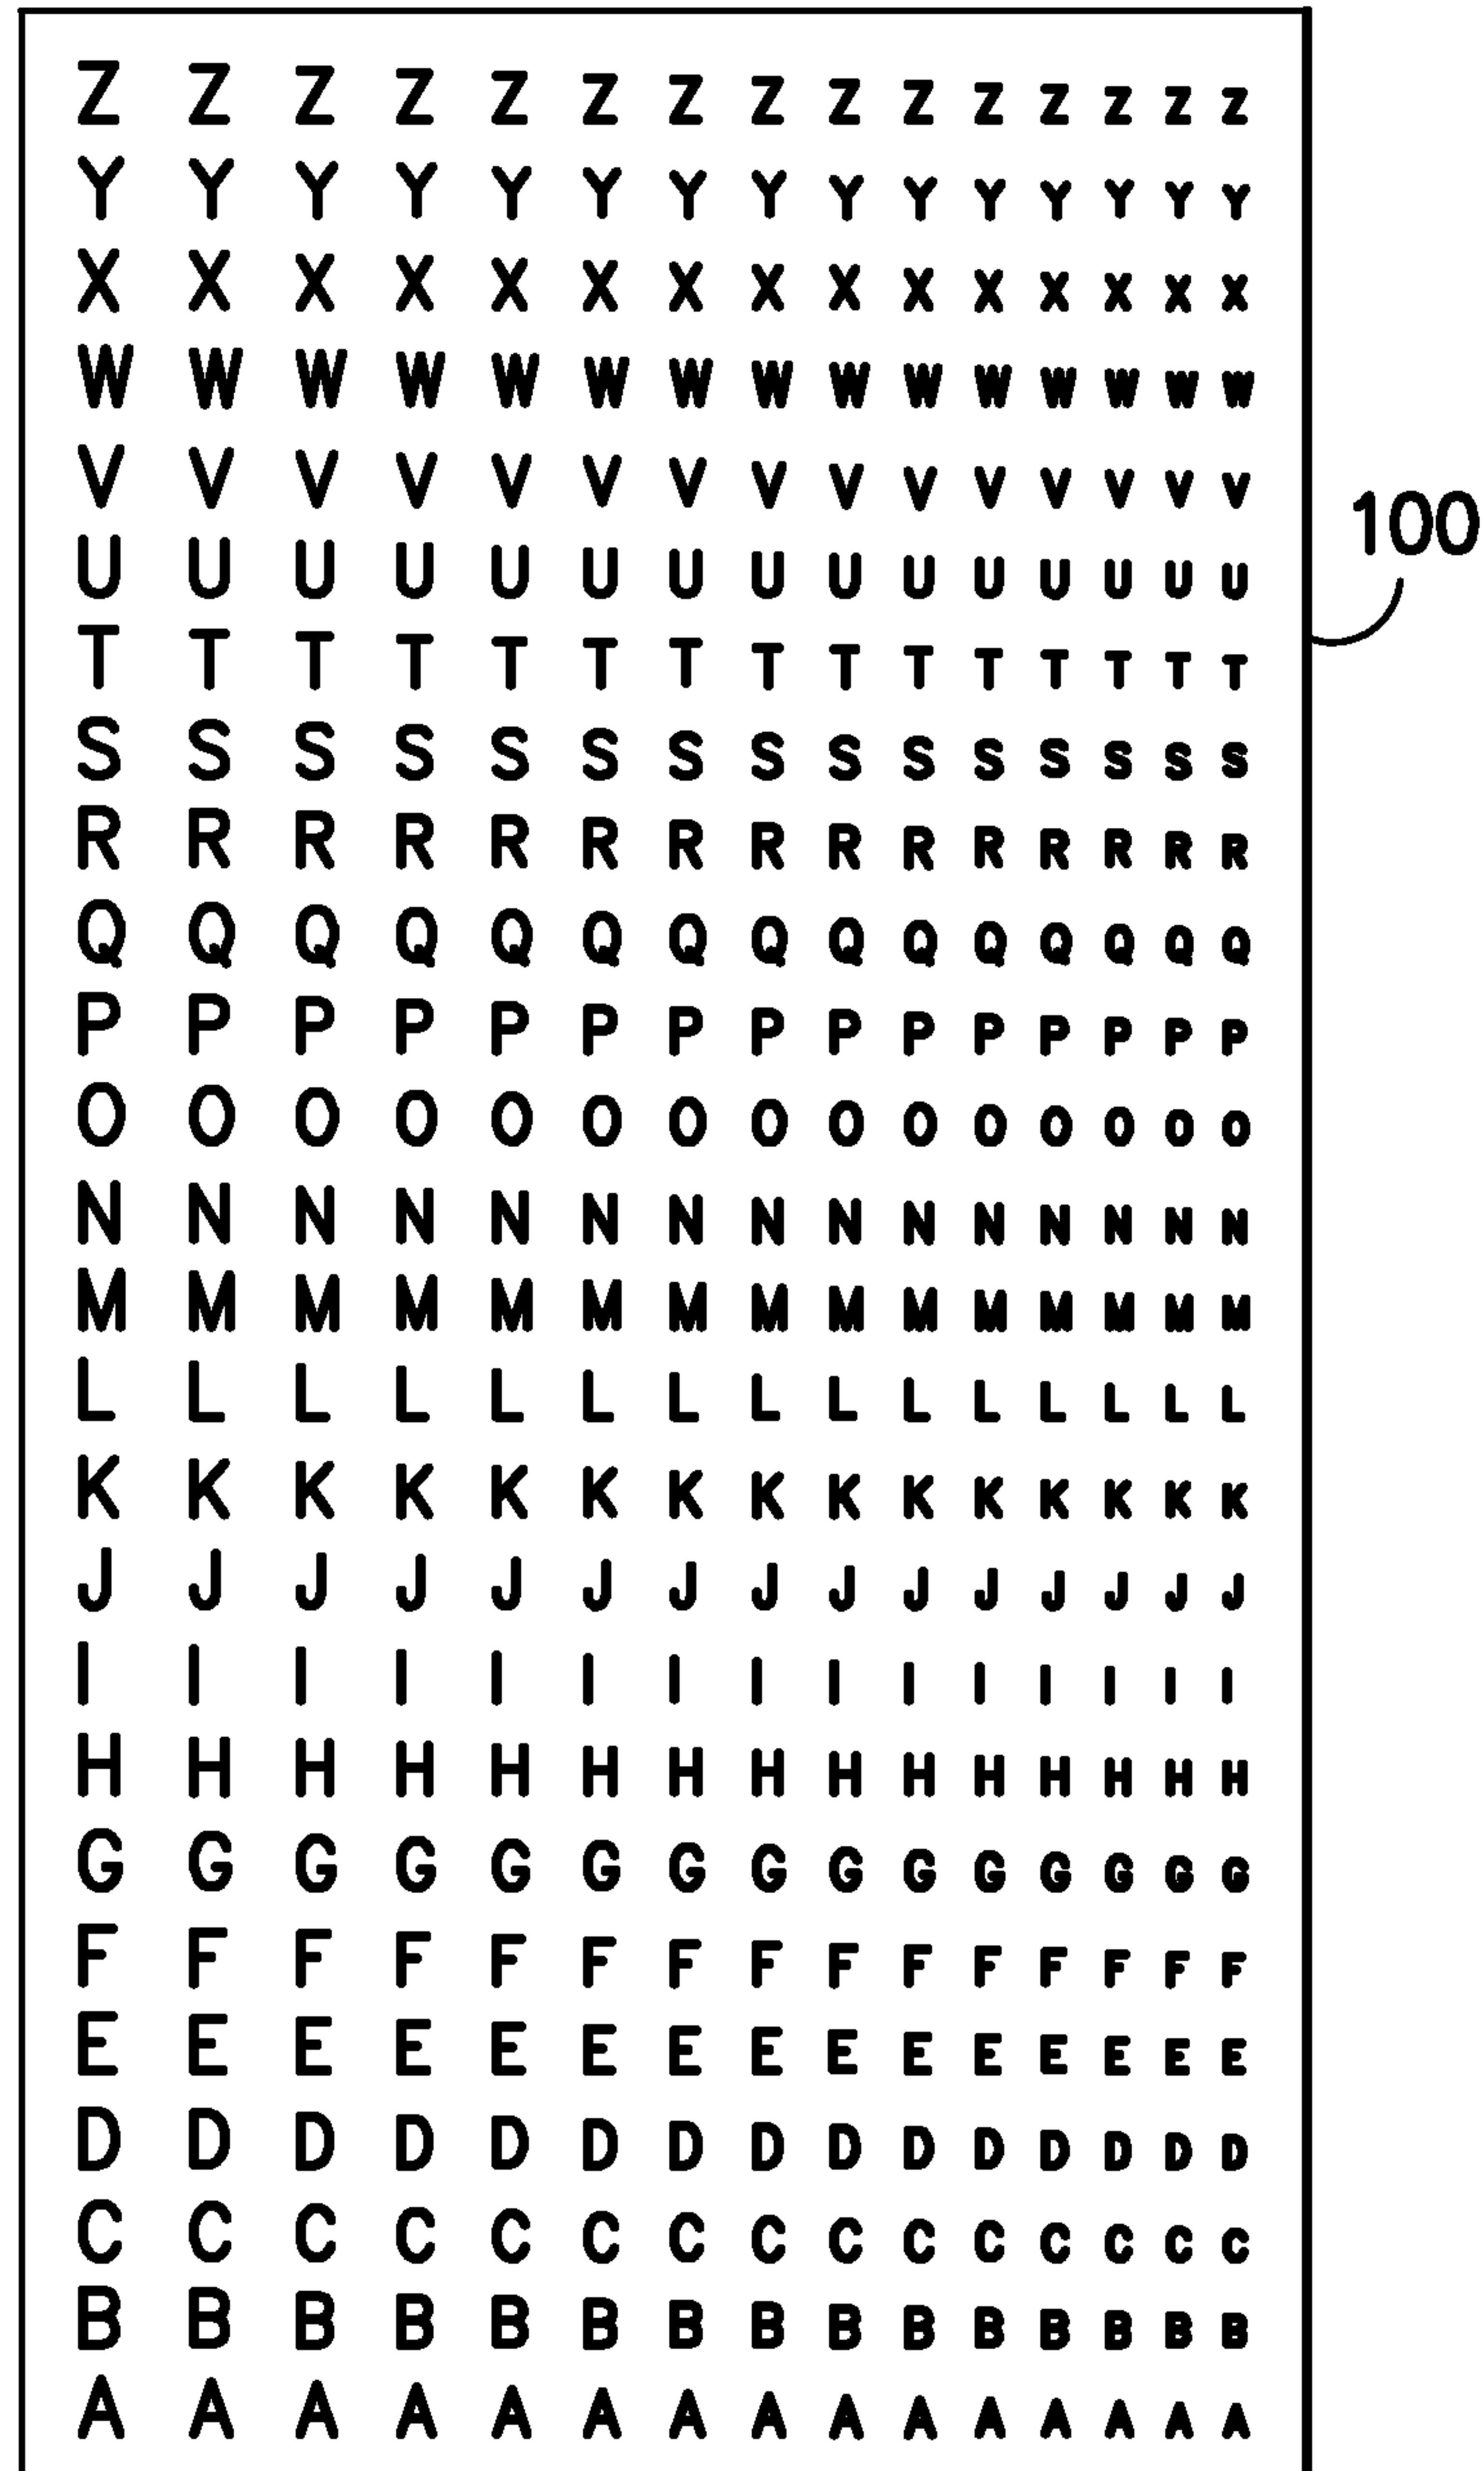 Z Z Z Z Z Z Z Z Z Z Z Z Z Z Z
Y Y Y Y Y Y Y Y Y Y Y Y Y Y Y
X X X X X X X X X X X X X X X
W W W W W W W W W W W W W W W
V V V V V V V V V V V V V V V
100
U U U U U U U U U U U U U U U
T T T T T T T T T T T T T T T
S S S S S S S S S S S S S S S
R R R R R R R R R R R R R R R
Q Q Q Q Q Q Q Q Q Q Q Q Q Q Q
P P P P P P P P P P P P P P P
O O O O O O O O O O O O O O O
N N N N N N N N N N N N N N N
M M M M M M M M M M M M M M M
L L L L L L L L L L L L L L L
K K K K K K K K K K K K K K K
J J J J J J J J J J J J J J J
I I I I I I I I I I I I I I I
H H H H H H H H H H H H H H H
G G G G G G G G G G G G G G G
F F F F F F F F F F F F F F F
E E E E E E E E E E E E E E E
D D D D D D D D D D D D D D D
C C C C C C C C C C C C C C C
B B B B B B B B B B B B B B B
A A A A A A A A A A A A A A A